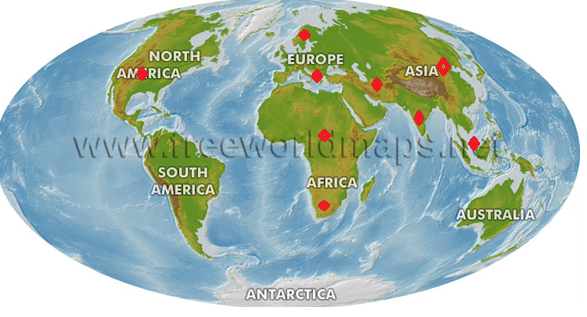 NORTH
AMERICA
EUROPE
ASIA
www.freeworldmaps.net
SOUTH
AMERICA
AFRICA
AUSTRALIA
ANTARCTICA